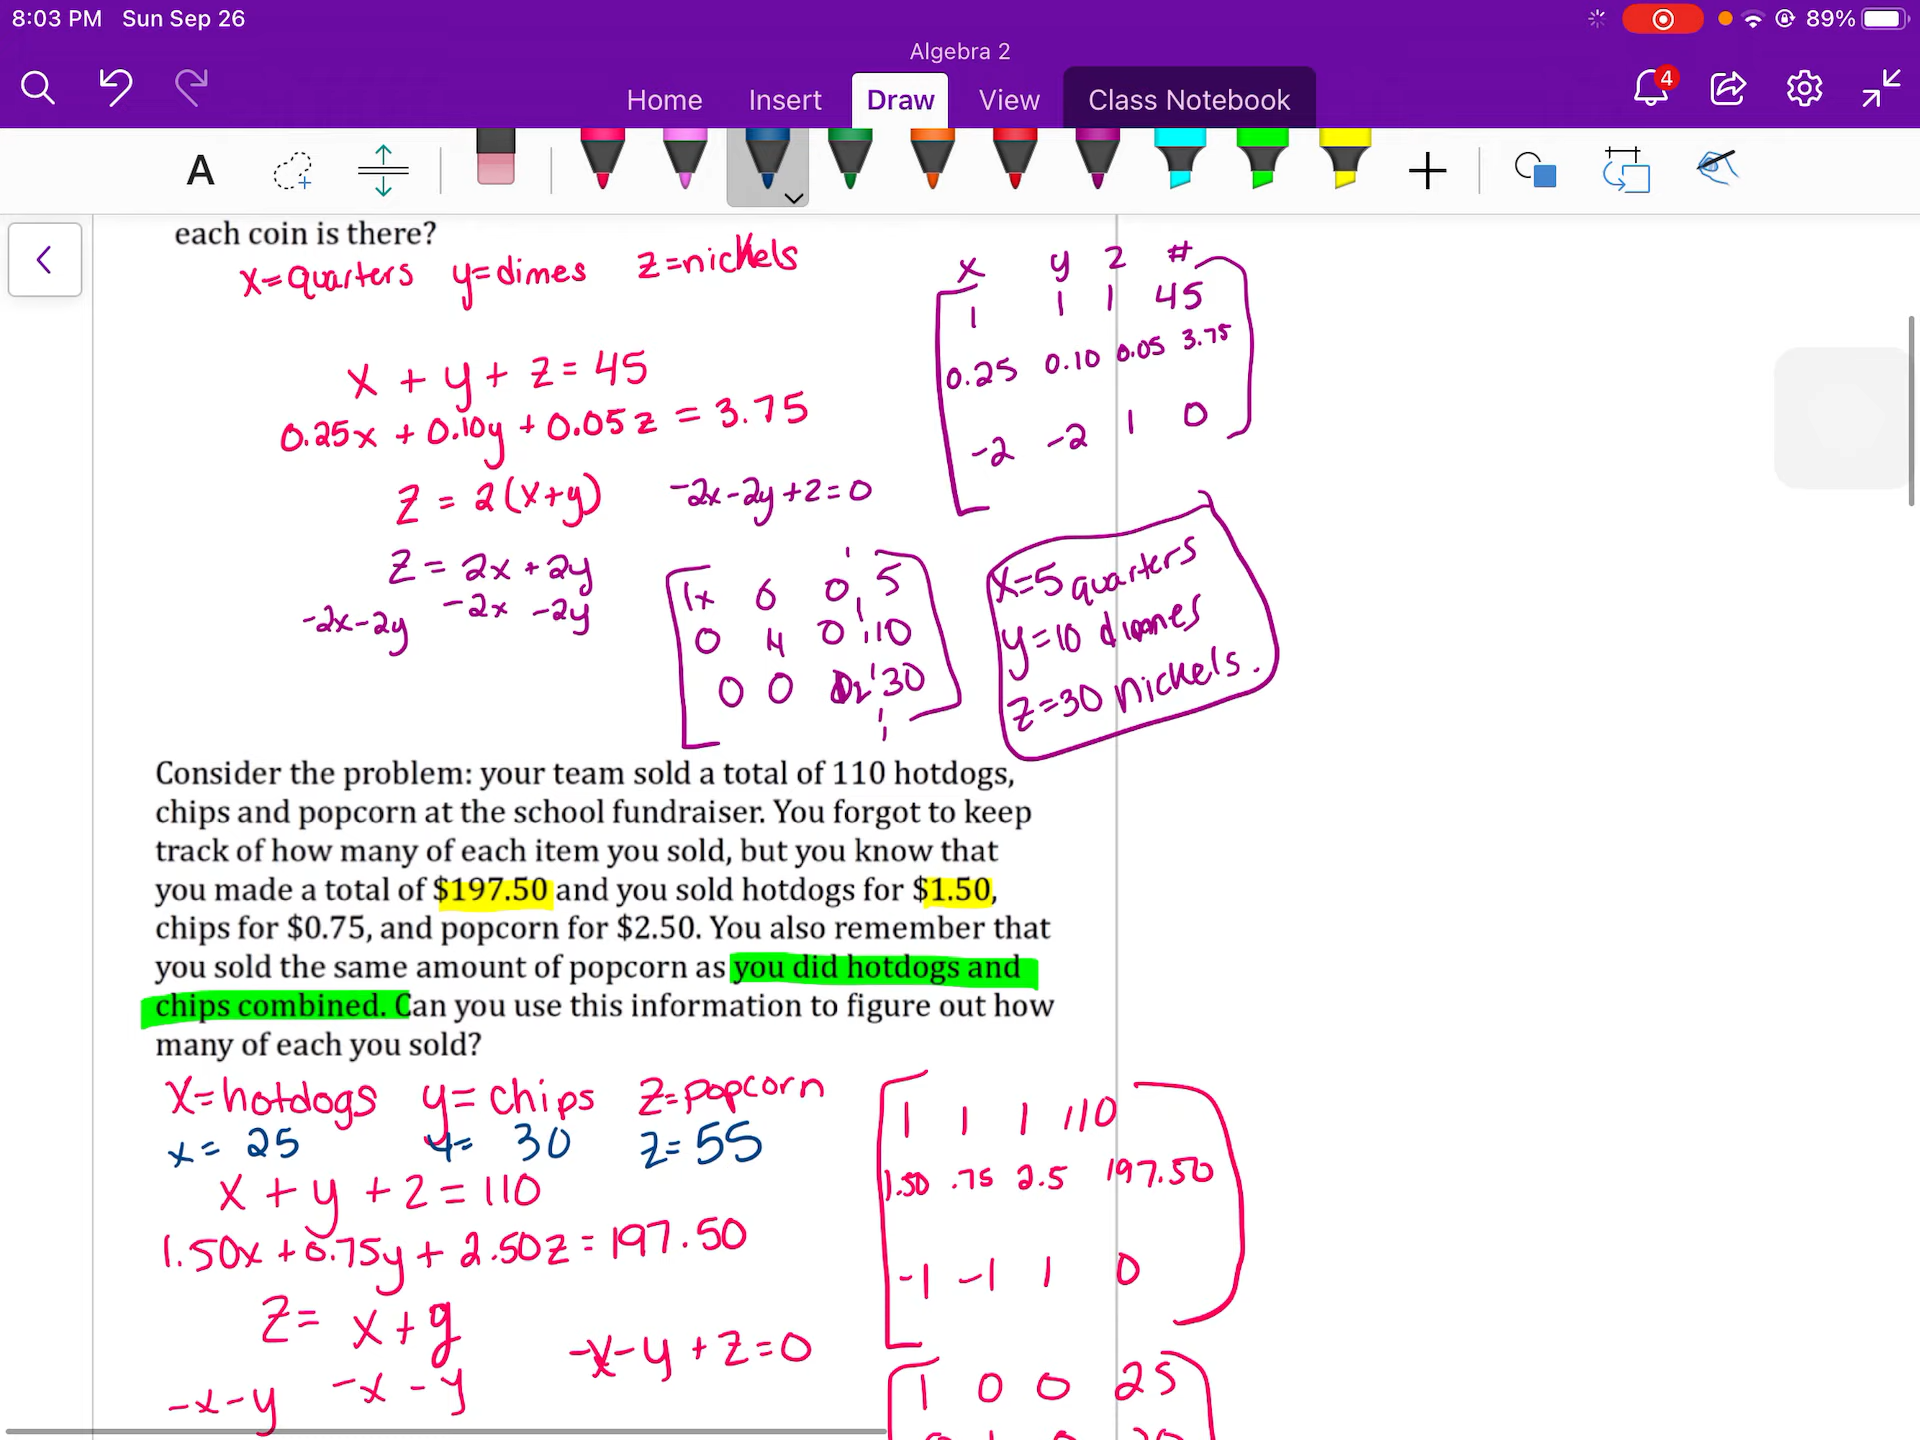 8:03 PM Sun Sep 26
89%
Algebra 2
Home Insert Draw View Class Notebook
4
A
each coin is there?
x=quarters y=dimes z=nickels
x + y + z = 45
0.25x + 0.10y + 0.05z = 3.75
z = 2(x+y)
-2x-2y+z=0
z = 2x+2y
-2x-2y -2x -2y
x y z #
1 1 1 45
0.25 0.10 0.05 3.75
-2 -2 1 0
0 5
0 0 10
0 0 30
x=5 quarters
y=10 dimes
z=30 nickels.
Consider the problem: your team sold a total of 110 hotdogs,
chips and popcorn at the school fundraiser. You forgot to keep
track of how many of each item you sold, but you know that
you made a total of $197.50 and you sold hotdogs for $1.50,
chips for $0.75, and popcorn for $2.50. You also remember that
you sold the same amount of popcorn as you did hotdogs and
chips combined. Can you use this information to figure out how
many of each you sold?
x=hotdogs y=chips z=popcorn
x= 25 y= 30 z=55
x + y + z = 110
1.50x + 0.75y + 2.50z = 197.50
z= x+y
-x-y -x -y
-x-y+z=0
1 1 1 110
1.50 .75 2.5 197.50
-1 -1 1 0
1 0 0 25